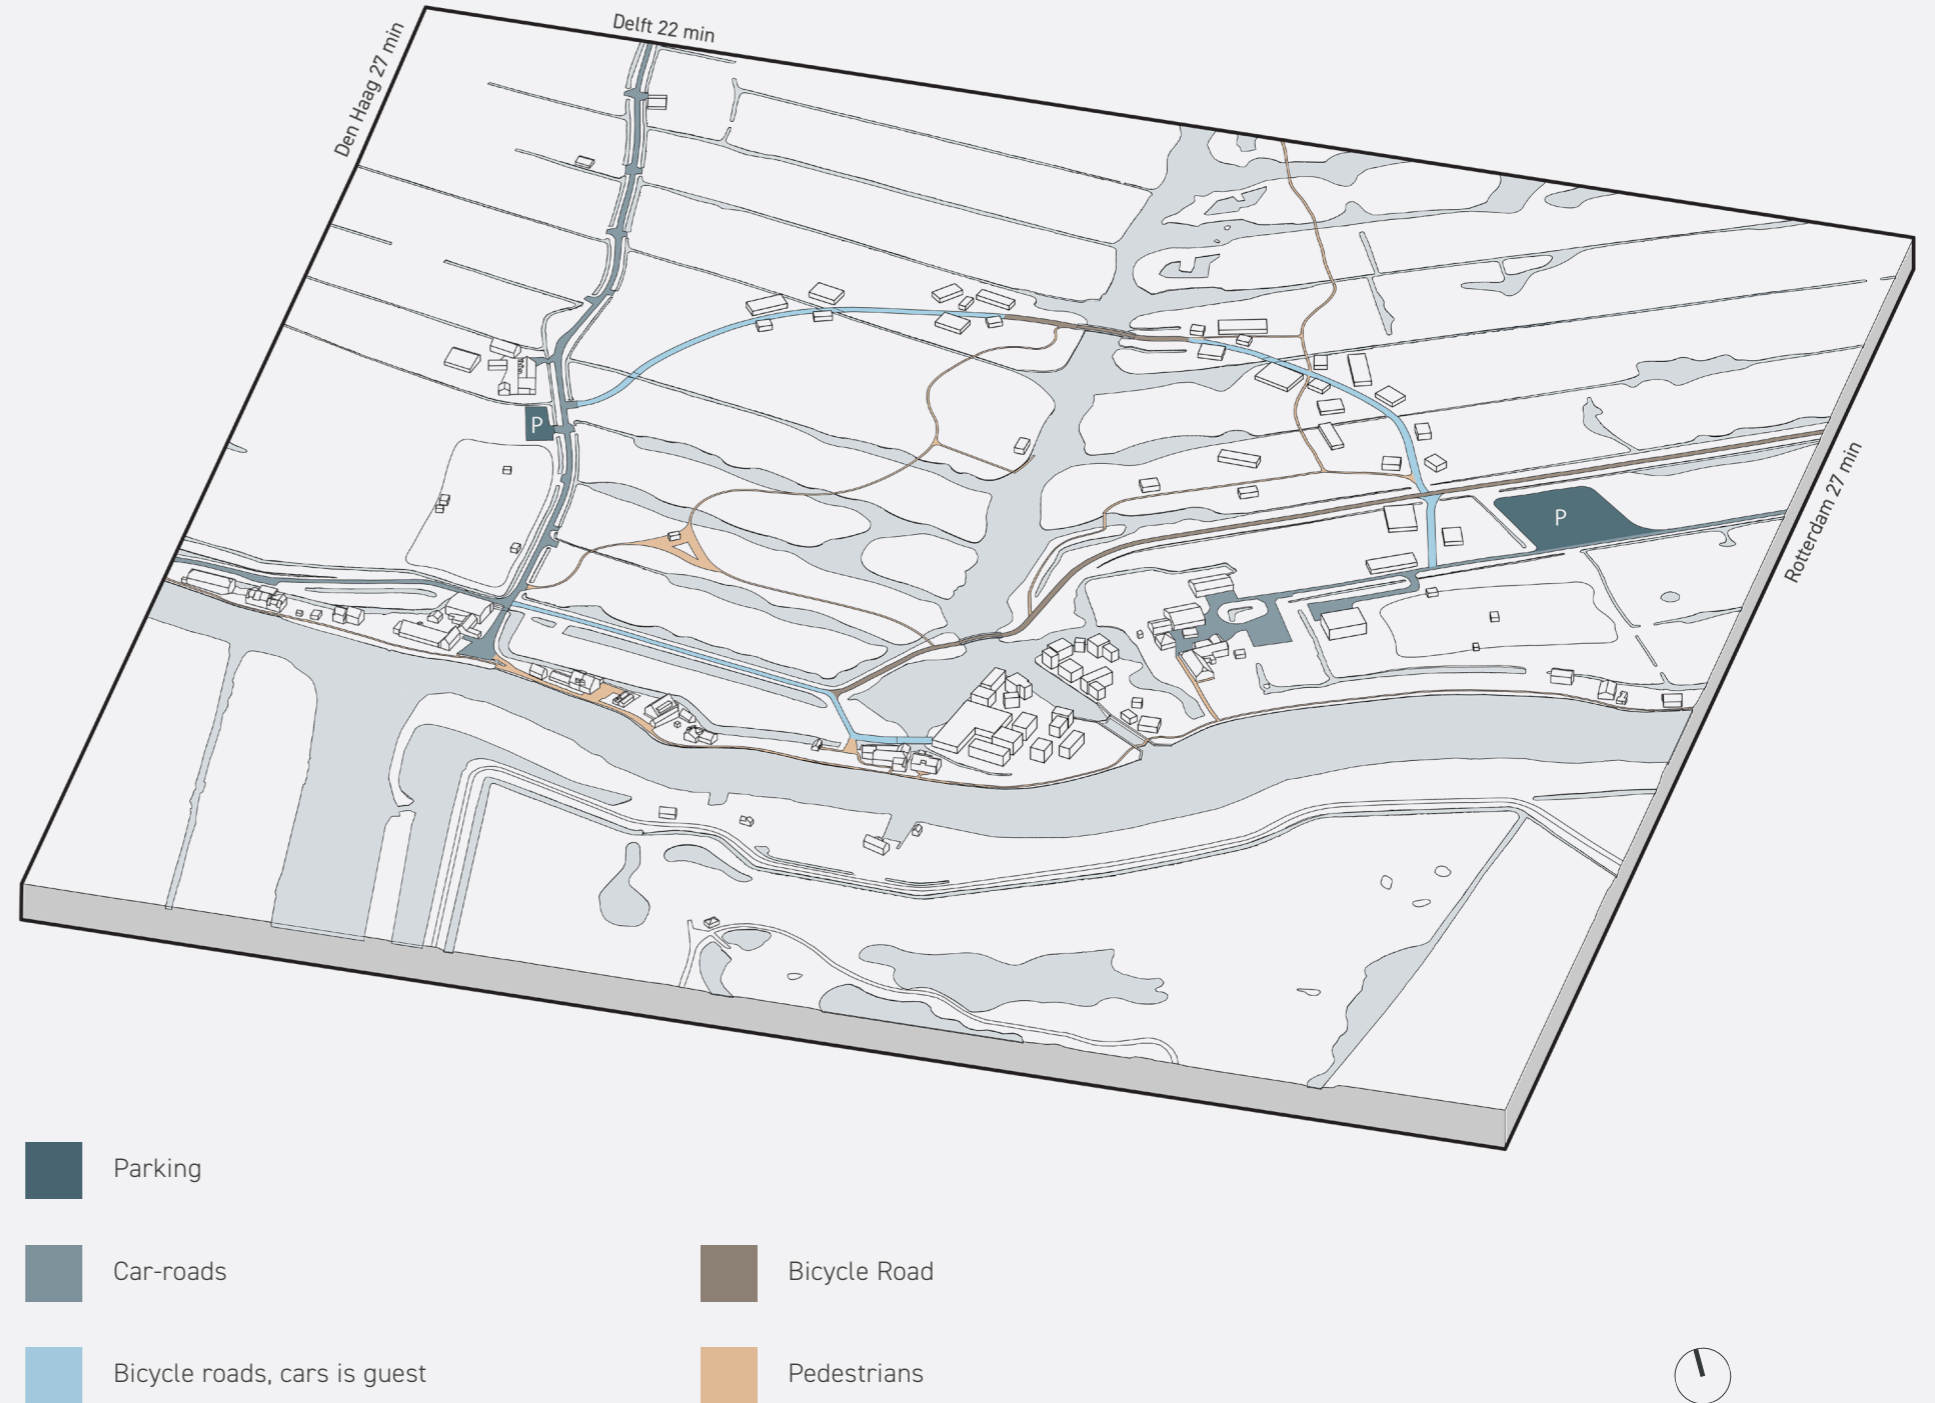 Delft 22 min
Den Haag 27 min
P
Rotterdam 27 min
P
Parking
Car-roads
Bicycle Road
Bicycle roads, cars is guest
Pedestrians